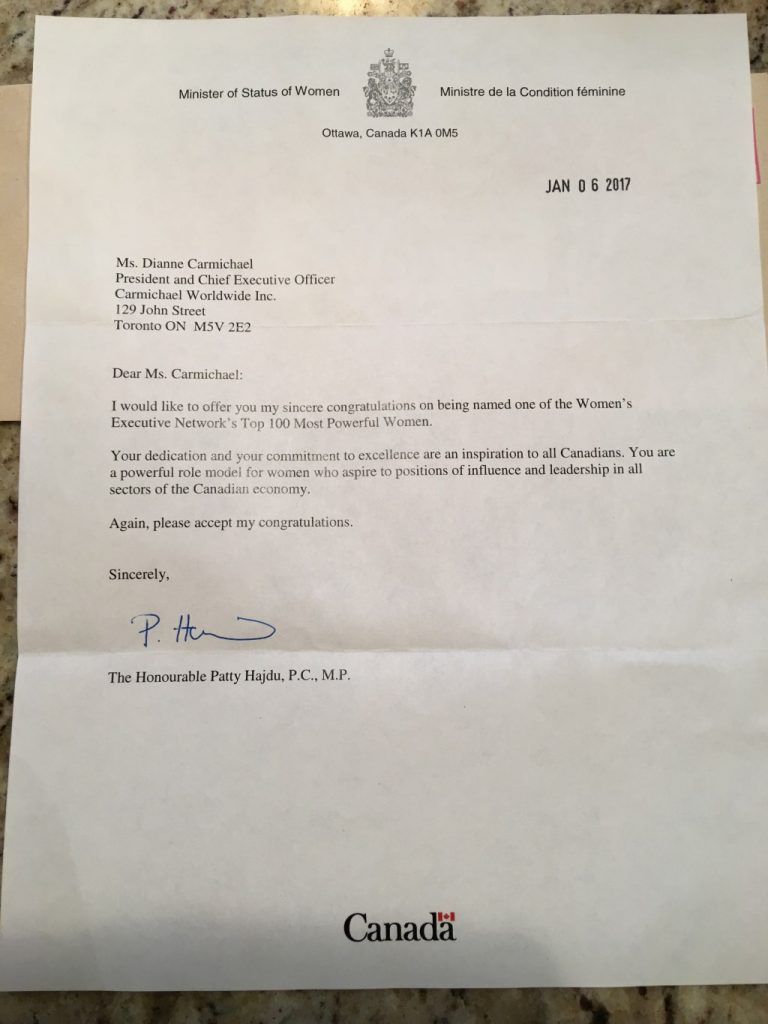 Minister of Status of Women
Ministre de la Condition féminine
Ottawa, Canada K1A 0M5
JAN 06 2017
Ms. Dianne Carmichael
President and Chief Executive Officer
Carmichael Worldwide Inc.
129 John Street
Toronto ON M5V 2E2
Dear Ms. Carmichael:
I would like to offer you my sincere congratulations on being named one of the Women's
Executive Network's Top 100 Most Powerful Women.
Your dedication and your commitment to excellence are an inspiration to all Canadians. You are
a powerful role model for women who aspire to positions of influence and leadership in all
sectors of the Canadian economy.
Again, please accept my congratulations.
Sincerely,
P. H
The Honourable Patty Hajdu, P.C., M.P.
Canada